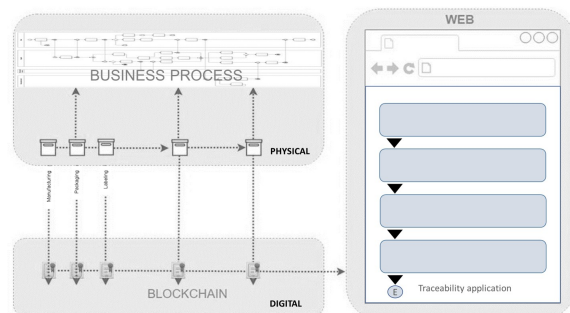 WEB
BUSINESS PROCESS
PHYSICAL
Manufacturing
Packaging
Labeling
BLOCKCHAIN
DIGITAL
E
Traceability application